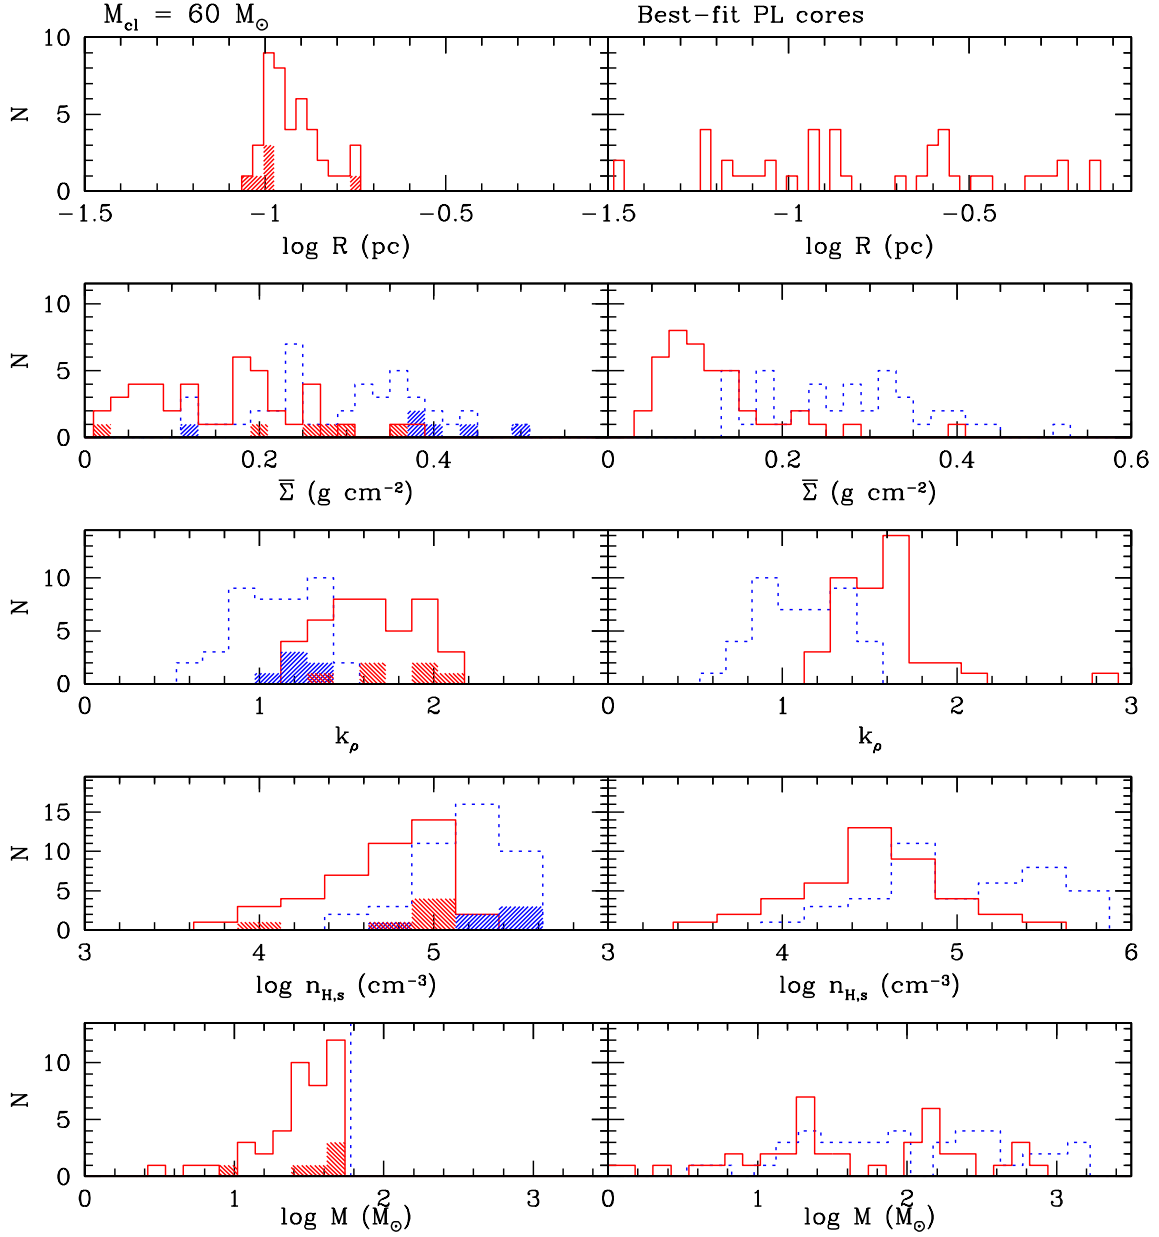 M_cl = 60 M_⊙ Best-fit PL cores
10
5
0
N
-1.5 -1 -0.5 -1.5 -1 -0.5
log R (pc) log R (pc)
10
5
0
N
0 0.2 0.4 0 0.2 0.4 0.6
Σ̅ (g cm⁻²) Σ̅ (g cm⁻²)
10
5
0
N
1 2 0 1 2 3
k_ρ k_ρ
15
10
5
0
N
3 4 5 3 4 5 6
log n_H,s (cm⁻³) log n_H,s (cm⁻³)
10
5
0
N
0 1 2 3 0 1 2 3
log M (M_⊙) log M (M_⊙)